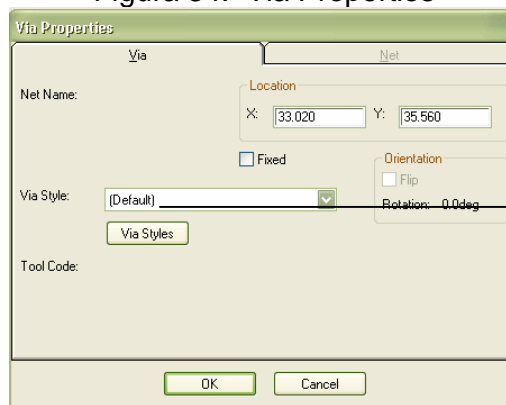 Via Properties
Via Net
Net Name:
Location
X: 33.020 Y: 35.560
Fixed
Orientation
Flip
Via Style: (Default) Rotation: 0.0deg
Via Styles
Tool Code:
OK Cancel